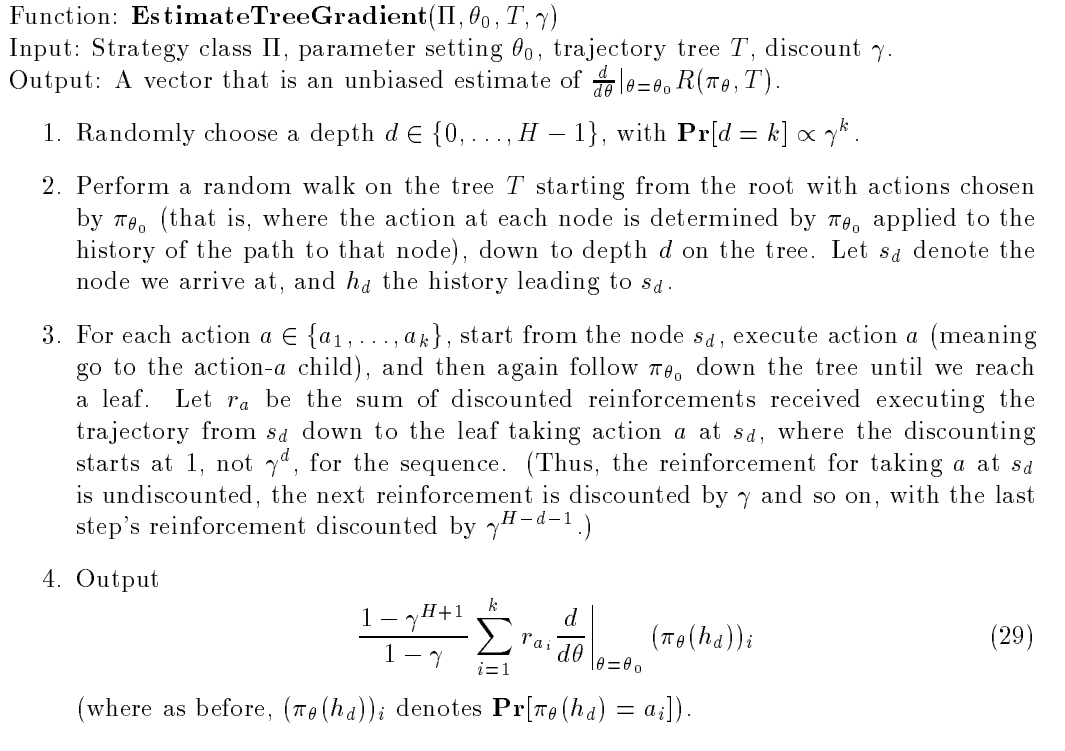 Function: EstimateTreeGradient(Π, θ₀, T, γ)
Input: Strategy class Π, parameter setting θ₀, trajectory tree T, discount γ.
Output: A vector that is an unbiased estimate of d/dθ|θ=θ₀ R(πθ, T).
1. Randomly choose a depth d ∈ {0, . . . , H − 1}, with Pr[d = k] ∝ γ^k.
2. Perform a random walk on the tree T starting from the root with actions chosen
by πθ₀ (that is, where the action at each node is determined by πθ₀ applied to the
history of the path to that node), down to depth d on the tree. Let s_d denote the
node we arrive at, and h_d the history leading to s_d.
3. For each action a ∈ {a₁, . . . , a_k}, start from the node s_d, execute action a (meaning
go to the action-a child), and then again follow πθ₀ down the tree until we reach
a leaf. Let r_a be the sum of discounted reinforcements received executing the
trajectory from s_d down to the leaf taking action a at s_d, where the discounting
starts at 1, not γ^d, for the sequence. (Thus, the reinforcement for taking a at s_d
is undiscounted, the next reinforcement is discounted by γ and so on, with the last
step's reinforcement discounted by γ^{H−d−1}.)
4. Output
(1 − γ^{H+1})/(1 − γ) ∑_{i=1}^{k} r_{a_i} d/dθ|_{θ=θ₀} (πθ(h_d))_i (29)
(where as before, (πθ(h_d))_i denotes Pr[πθ(h_d) = a_i]).